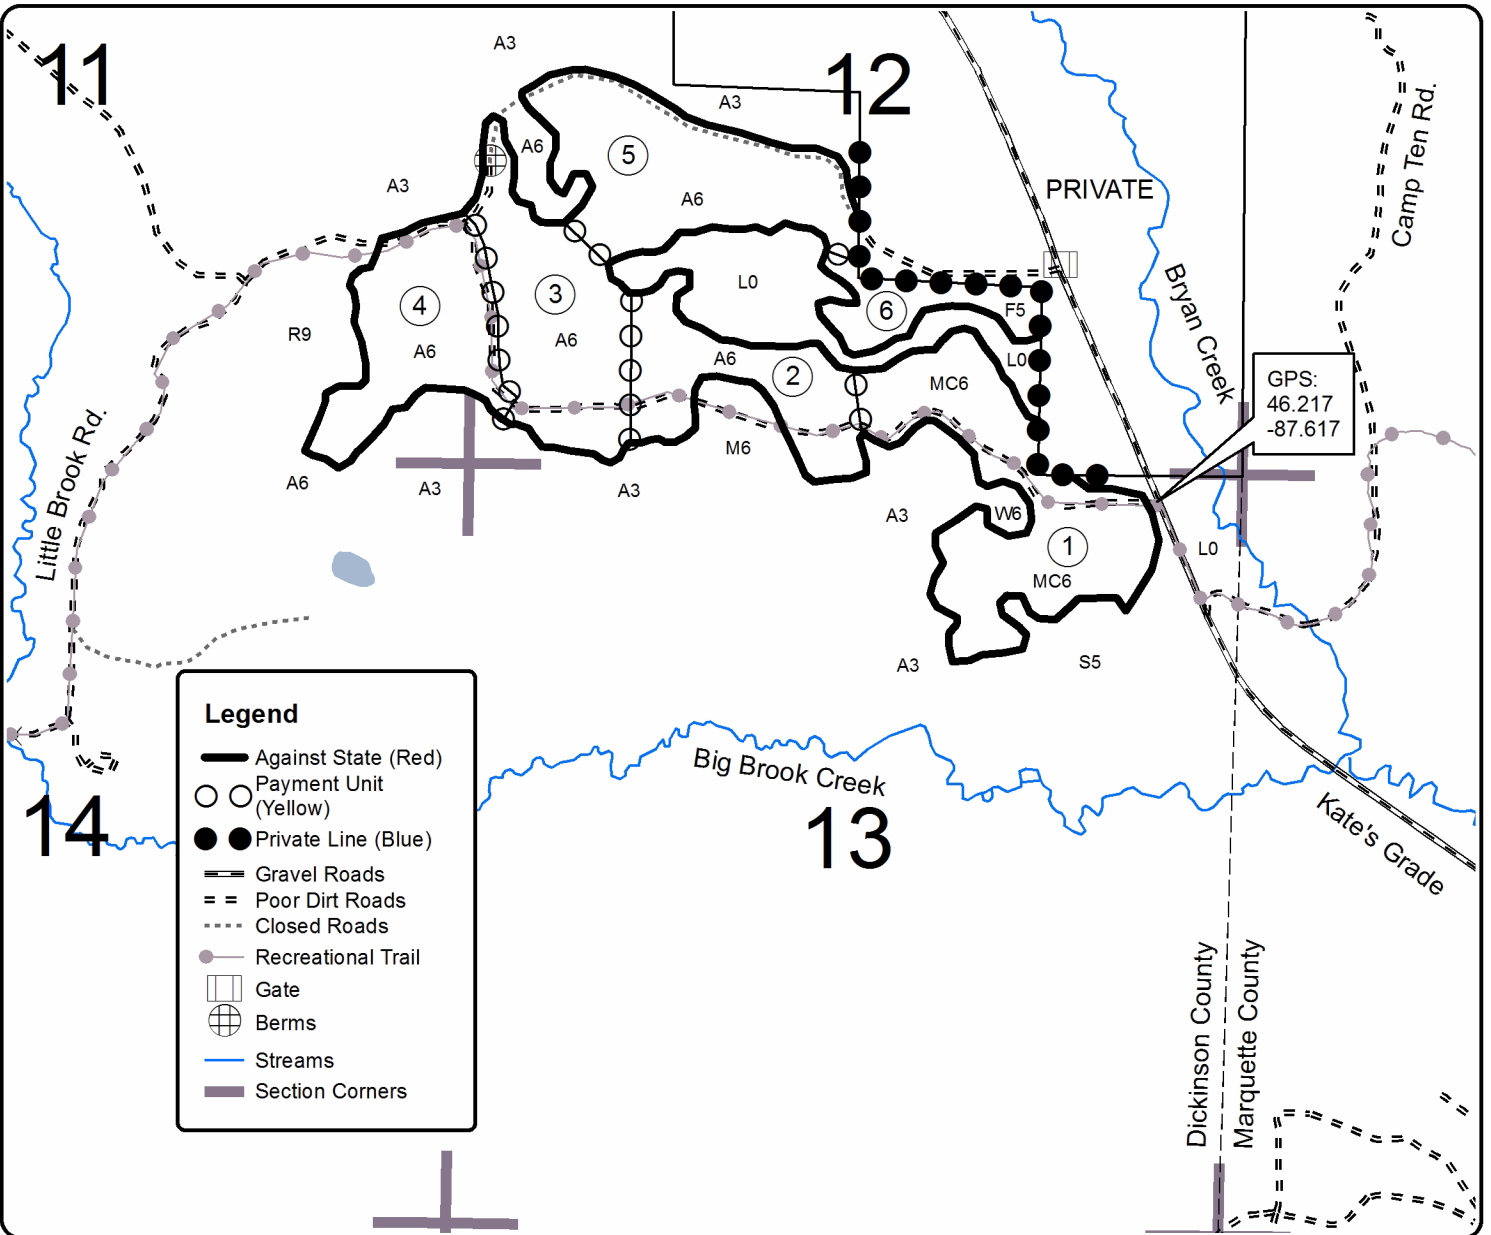 11
A3
12
A3
A6
5
PRIVATE
Camp Ten Rd.
A3
A6
Bryan Creek
L0
4
3
6
F5
R9
A6
A6
A6
2
L0
MC6
GPS:
46.217
-87.617
Little Brook Rd.
M6
A6
A3
A3
A3
W6
1
L0
MC6
A3
S5
Legend
Against State (Red)
Payment Unit
(Yellow)
Private Line (Blue)
Gravel Roads
Poor Dirt Roads
Closed Roads
Recreational Trail
Gate
Berms
Streams
Section Corners
Big Brook Creek
14
13
Kate's Grade
Dickinson County
Marquette County